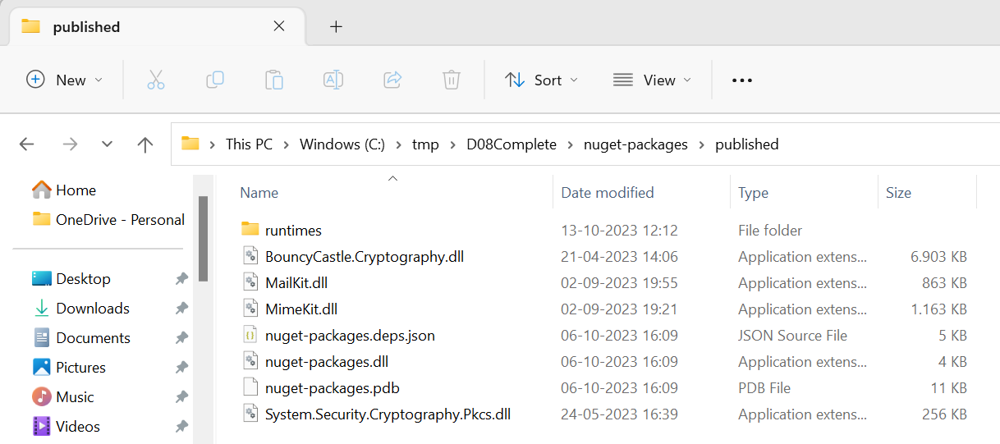 published
New Sort View
This PC Windows (C:) tmp D08Complete nuget-packages published
Home
OneDrive - Personal
Desktop
Downloads
Documents
Pictures
Music
Videos
Name Date modified Type Size
runtimes 13-10-2023 12:12 File folder
BouncyCastle.Cryptography.dll 21-04-2023 14:06 Application extens... 6.903 KB
MailKit.dll 02-09-2023 19:55 Application extens... 863 KB
MimeKit.dll 02-09-2023 19:21 Application extens... 1.163 KB
nuget-packages.deps.json 06-10-2023 16:09 JSON Source File 5 KB
nuget-packages.dll 06-10-2023 16:09 Application extens... 4 KB
nuget-packages.pdb 06-10-2023 16:09 PDB File 11 KB
System.Security.Cryptography.Pkcs.dll 24-05-2023 16:39 Application extens... 256 KB